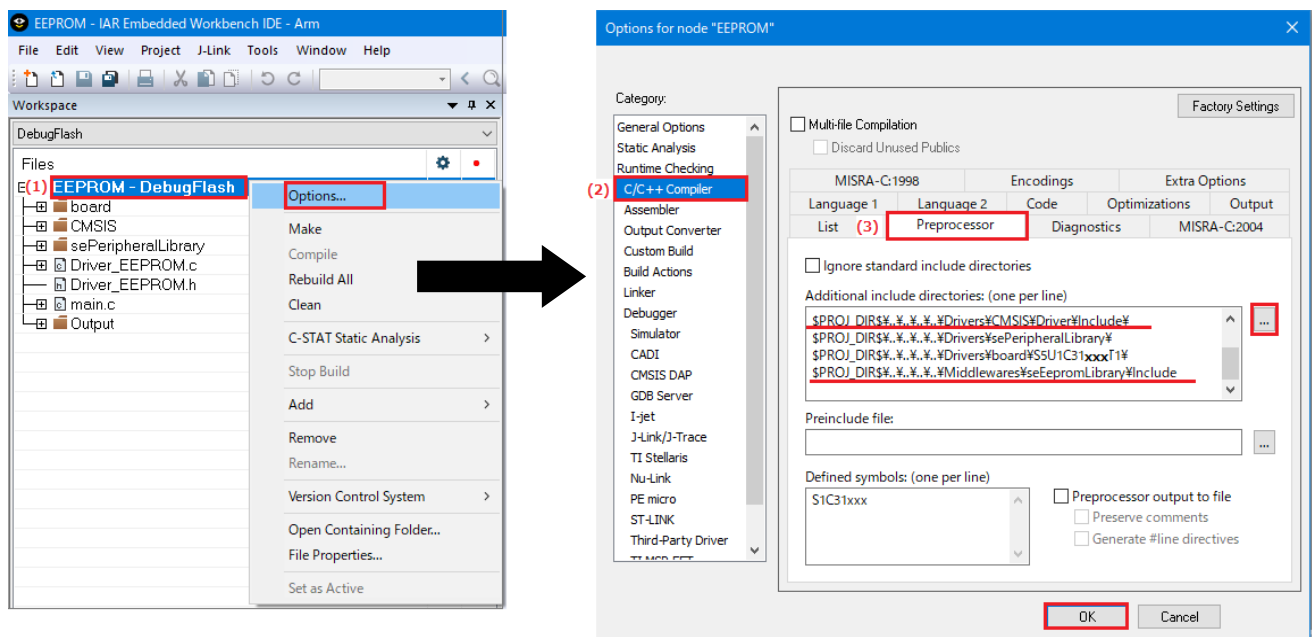 EEPROM - IAR Embedded Workbench IDE - Arm
File Edit View Project J-Link Tools Window Help
Workspace
DebugFlash
Files
(1) EEPROM - DebugFlash
board
CMSIS
sePeripheralLibrary
Driver_EEPROM.c
Driver_EEPROM.h
main.c
Output
Options...
Make
Compile
Rebuild All
Clean
C-STAT Static Analysis
Stop Build
Add
Remove
Rename...
Version Control System
Open Containing Folder...
File Properties...
Set as Active
Options for node "EEPROM"
Category:
General Options
Static Analysis
Runtime Checking
(2) C/C++ Compiler
Assembler
Output Converter
Custom Build
Build Actions
Linker
Debugger
Simulator
CADI
CMSIS DAP
GDB Server
I-jet
J-Link/J-Trace
TI Stellaris
Nu-Link
PE micro
ST-LINK
Third-Party Driver
TI MSP-FET
Factory Settings
Multi-file Compilation
Discard Unused Publics
MISRA-C:1998 Encodings Extra Options
Language 1 Language 2 Code Optimizations Output
List (3) Preprocessor Diagnostics MISRA-C:2004
Ignore standard include directories
Additional include directories: (one per line)
$PROJ_DIR$¥..¥..¥..¥..¥Drivers¥CMSIS¥Driver¥Include¥
$PROJ_DIR$¥..¥..¥..¥..¥Drivers¥sePeripheralLibrary¥
$PROJ_DIR$¥..¥..¥..¥..¥Drivers¥board¥S5U1C31xxxT1¥
$PROJ_DIR$¥..¥..¥..¥..¥Middlewares¥seEepromLibrary¥Include
...
Preinclude file:
...
Defined symbols: (one per line)
S1C31xxx
Preprocessor output to file
Preserve comments
Generate #line directives
OK Cancel